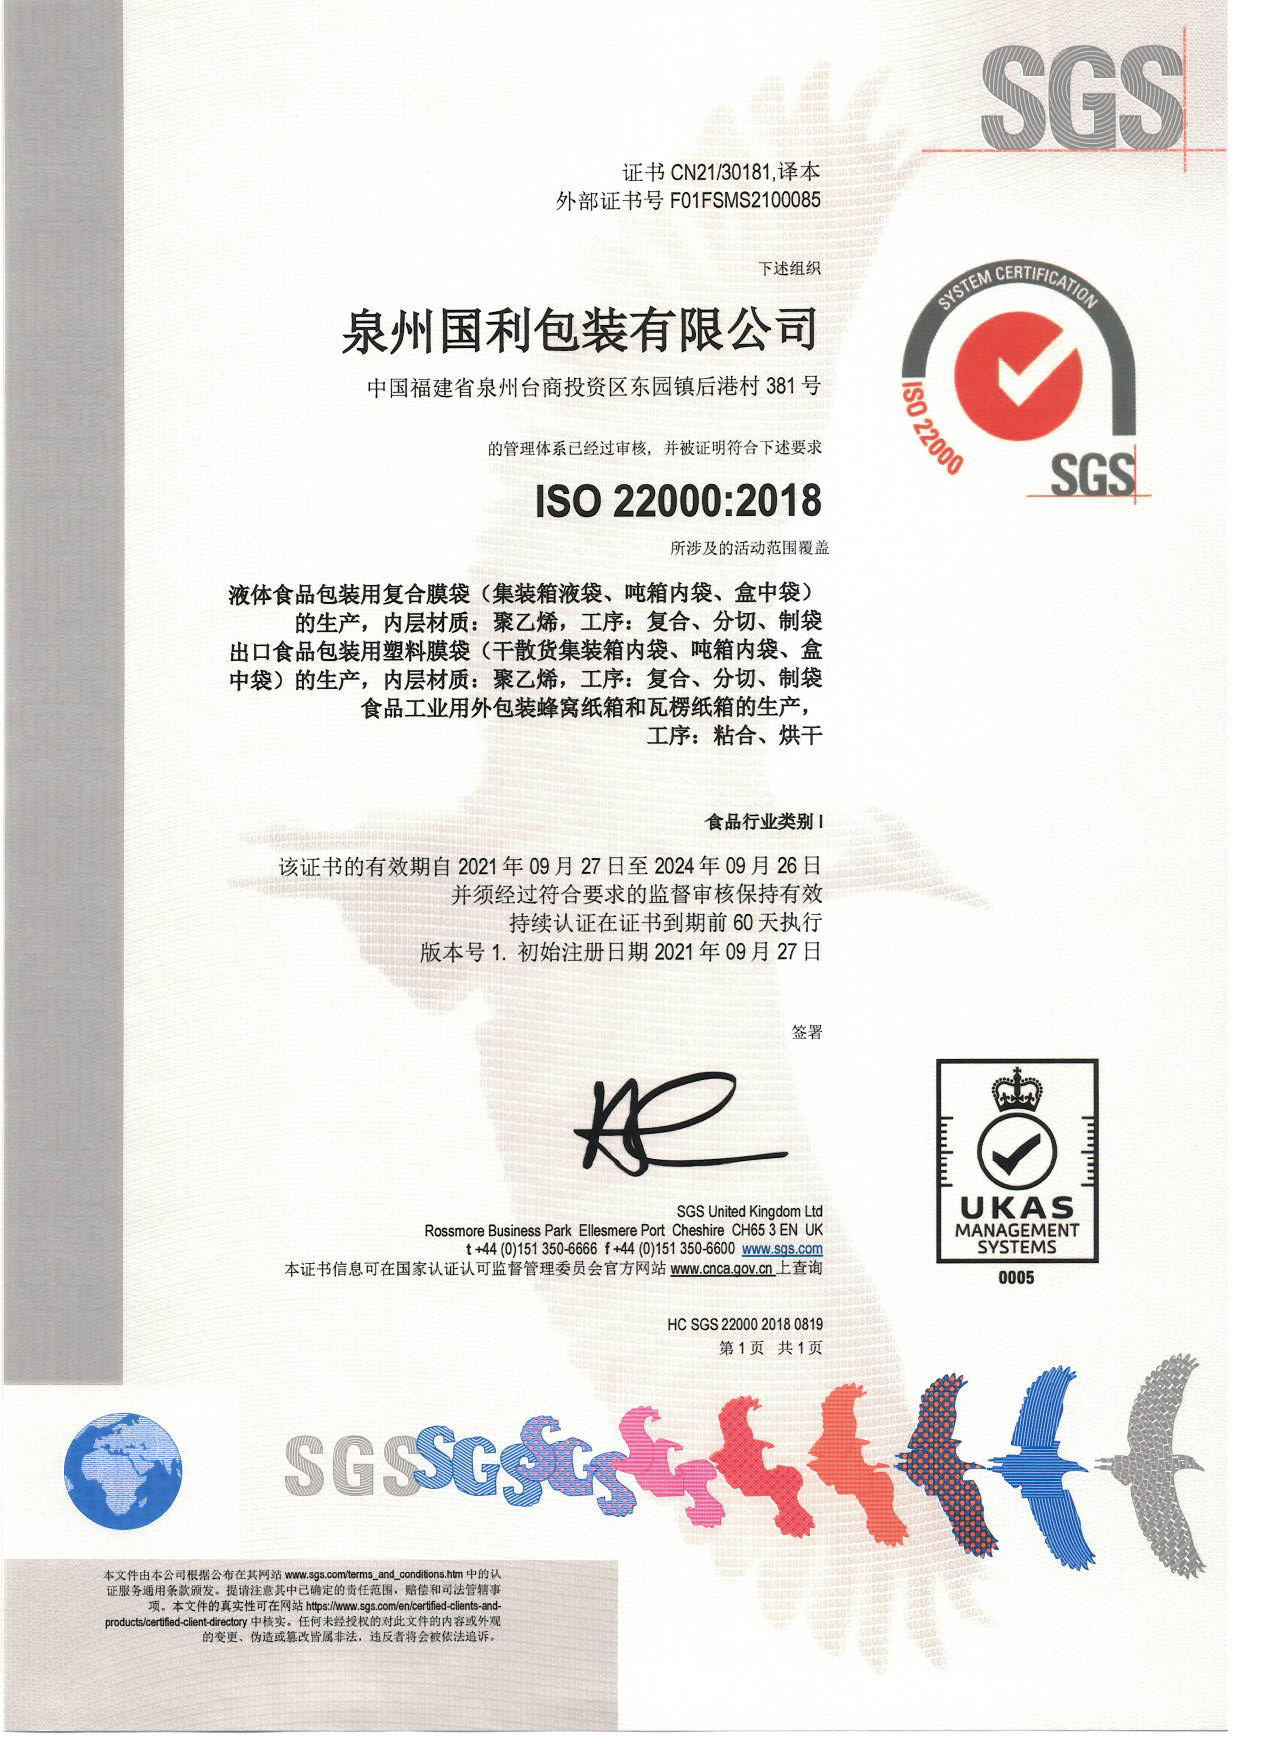 SGS
证书 CN21/30181,译本
外部证书号 F01FSMS2100085
下述组织
泉州国利包装有限公司
中国福建省泉州台商投资区东园镇后港村 381 号
SYSTEM CERTIFICATION
ISO 22000
SGS
的管理体系已经过审核，并被证明符合下述要求
ISO 22000:2018
所涉及的活动范围覆盖
液体食品包装用复合膜袋（集装箱液袋、吨箱内袋、盒中袋）
的生产，内层材质：聚乙烯，工序：复合、分切、制袋
出口食品包装用塑料膜袋（干散货集装箱内袋、吨箱内袋、盒
中袋）的生产，内层材质：聚乙烯，工序：复合、分切、制袋
食品工业用外包装蜂窝纸箱和瓦楞纸箱的生产，
工序：粘合、烘干
食品行业类别 I
该证书的有效期自 2021 年 09 月 27 日至 2024 年 09 月 26 日
并须经过符合要求的监督审核保持有效
持续认证在证书到期前 60 天执行
版本号 1. 初始注册日期 2021 年 09 月 27 日
签署
SGS United Kingdom Ltd
Rossmore Business Park Ellesmere Port Cheshire CH65 3 EN UK
t +44 (0)151 350-6666 f +44 (0)151 350-6600 www.sgs.com
本证书信息可在国家认证认可监督管理委员会官方网站 www.cnca.gov.cn 上查询
UKAS
MANAGEMENT
SYSTEMS
0005
HC SGS 22000 2018 0819
第 1 页 共 1 页
SGS SGS SGS
本文件由本公司根据公布在其网站 www.sgs.com/terms_and_conditions.htm 中的认
证服务通用条款颁发。提请注意其中已确定的责任范围，赔偿和司法管辖事
项。本文件的真实性可在网站 https://www.sgs.com/en/certified-clients-and-
products/certified-client-directory 中核实。任何未经授权的对此文件的内容或外观
的变更、伪造或篡改皆属非法，违反者将会被依法追诉。